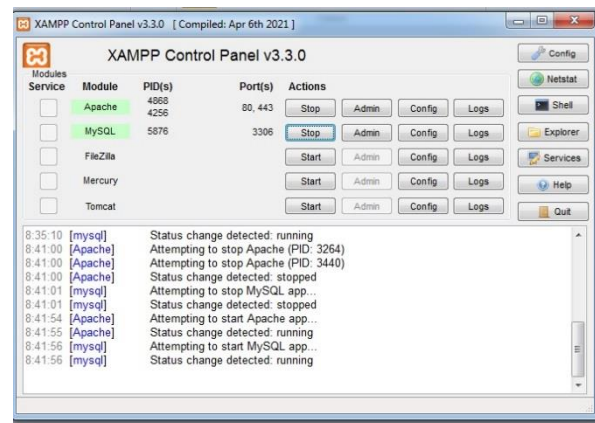 XAMPP Control Panel v3.3.0 [ Compiled: Apr 6th 2021 ]
XAMPP Control Panel v3.3.0
Config
Modules
Service Module PID(s) Port(s) Actions
Netstat
Apache 4868 4256 80, 443 Stop Admin Config Logs
Shell
MySQL 5876 3306 Stop Admin Config Logs
Explorer
FileZilla Start Admin Config Logs
Services
Mercury Start Admin Config Logs
Help
Tomcat Start Admin Config Logs
Quit
8:35:10 [mysql] Status change detected: running
8:41:00 [Apache] Attempting to stop Apache (PID: 3264)
8:41:00 [Apache] Attempting to stop Apache (PID: 3440)
8:41:00 [Apache] Status change detected: stopped
8:41:01 [mysql] Attempting to stop MySQL app...
8:41:01 [mysql] Status change detected: stopped
8:41:54 [Apache] Attempting to start Apache app...
8:41:55 [Apache] Status change detected: running
8:41:56 [mysql] Attempting to start MySQL app...
8:41:56 [mysql] Status change detected: running